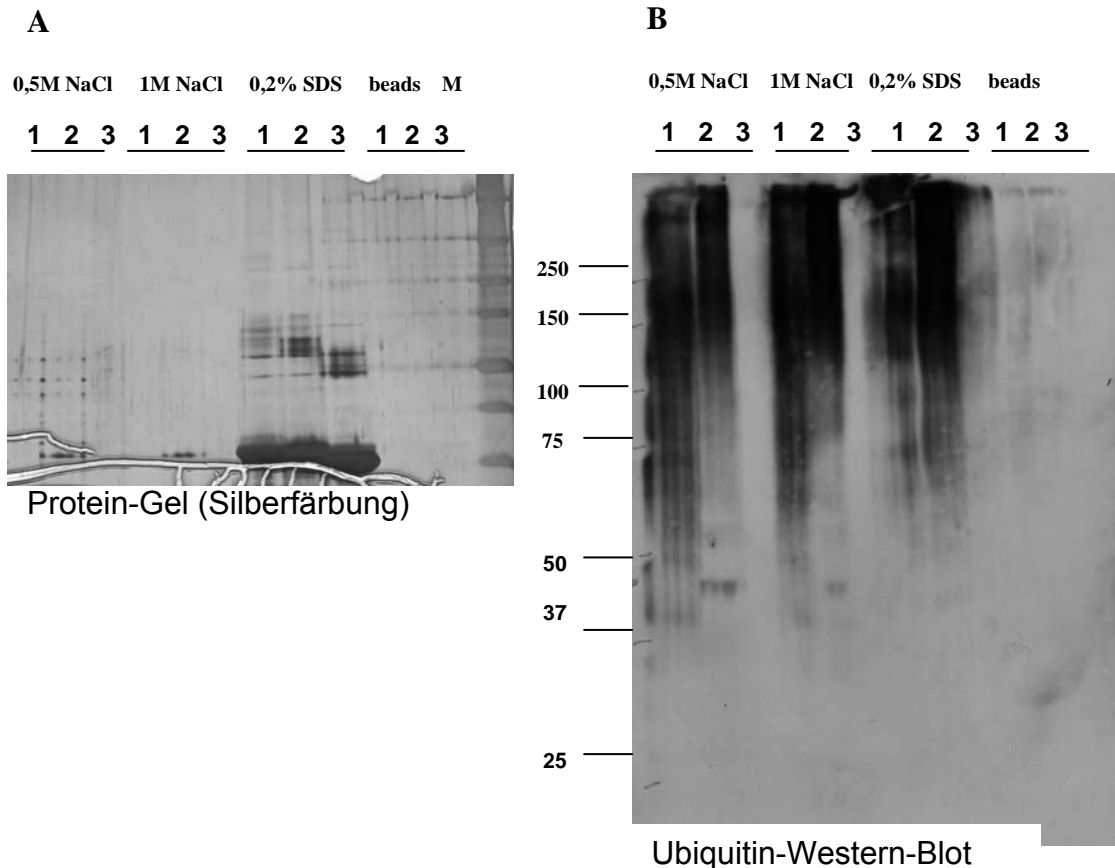 A
0,5M NaCl 1M NaCl 0,2% SDS beads M
1 2 3 1 2 3 1 2 3 1 2 3
Protein-Gel (Silberfärbung)
B
0,5M NaCl 1M NaCl 0,2% SDS beads
1 2 3 1 2 3 1 2 3 1 2 3
250
150
100
75
50
37
25
Ubiquitin-Western-Blot